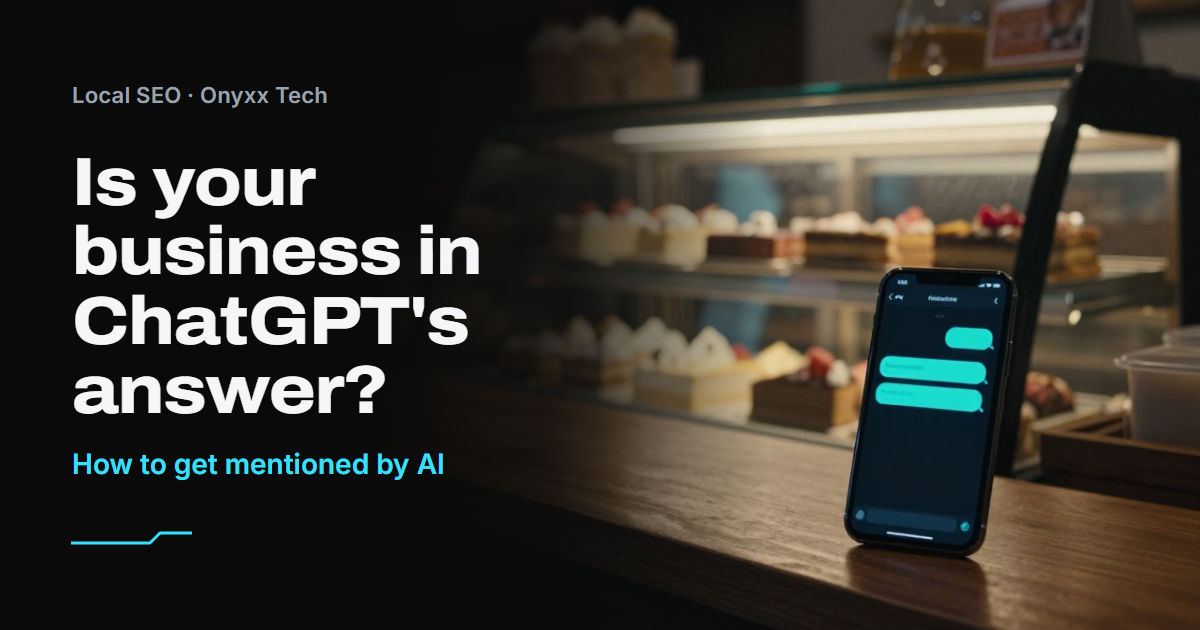 Local SEO · Onyxx Tech
Is your
business in
ChatGPT's
answer?
How to get mentioned by AI